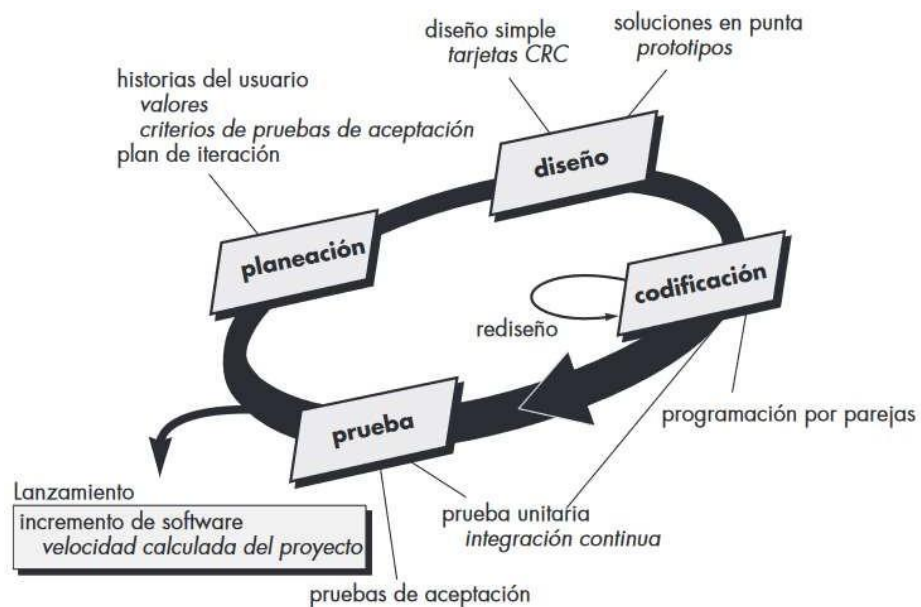 diseño simple
tarjetas CRC
soluciones en punta
prototipos
historias del usuario
valores
criterios de pruebas de aceptación
plan de iteración
diseño
planeación
codificación
rediseño
prueba
programación por parejas
Lanzamiento
incremento de software
velocidad calculada del proyecto
prueba unitaria
integración continua
pruebas de aceptación